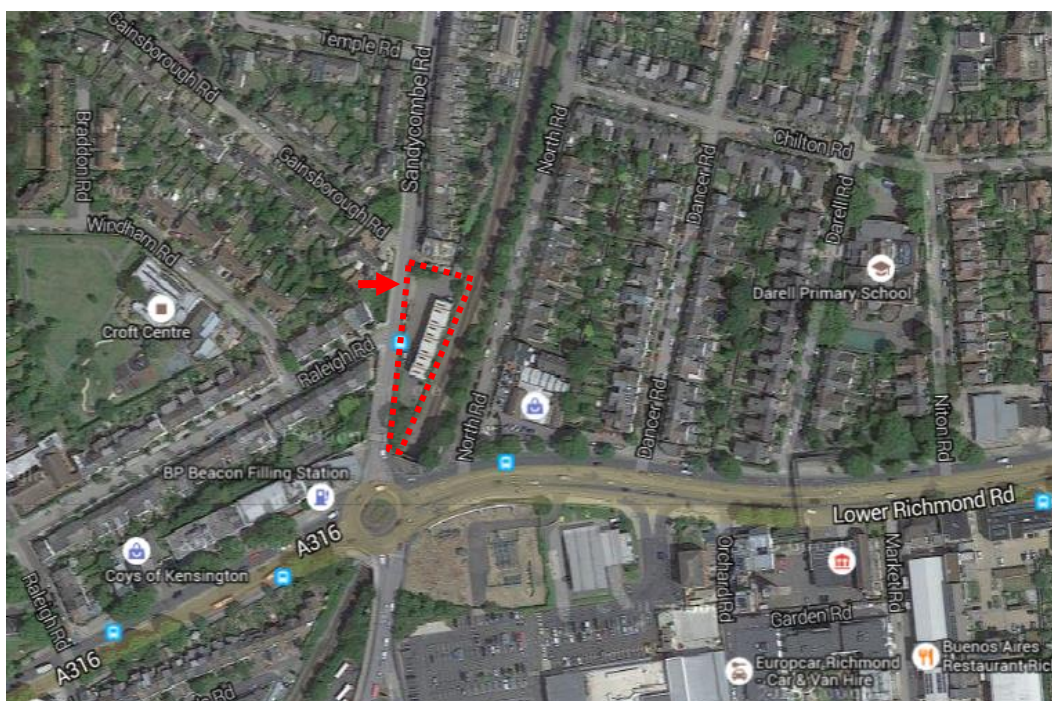 Gainsborough Rd
Temple Rd
Sandycombe Rd
Braddon Rd
North Rd
Chilton Rd
Gainsborough Rd
Dancer Rd
Darell Rd
Windham Rd
Darell Primary School
Croft Centre
Raleigh Rd
North Rd
Dancer Rd
Niton Rd
BP Beacon Filling Station
Lower Richmond Rd
A316
Coys of Kensington
Orchard Rd
Market Rd
Raleigh Rd
Garden Rd
A316
Buenos Aires
Restaurant Ric
Europcar Richmond
- Car & Van Hire
Rd